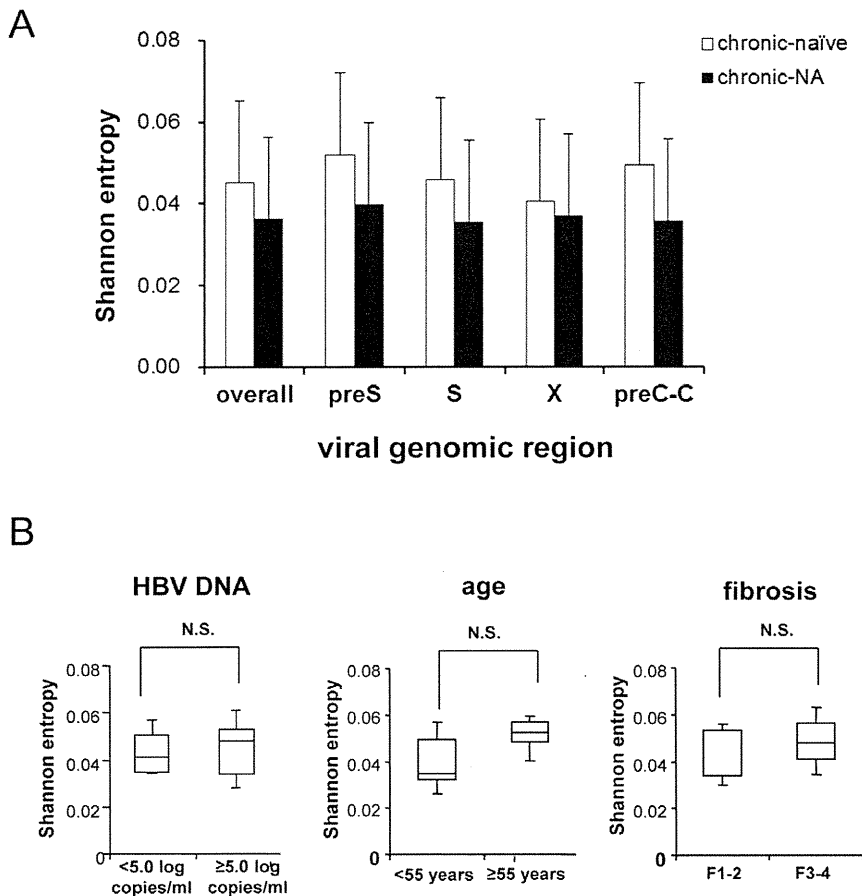 A
0.08
0.06
0.04
0.02
0.00
Shannon entropy
chronic-naïve
chronic-NA
overall
preS
S
X
preC-C
viral genomic region
B
HBV DNA
N.S.
0.08
0.06
0.04
0.02
0
Shannon entropy
<5.0 log
copies/ml
≥5.0 log
copies/ml
age
N.S.
0.08
0.06
0.04
0.02
0
Shannon entropy
<55 years
≥55 years
fibrosis
N.S.
0.08
0.06
0.04
0.02
0
Shannon entropy
F1-2
F3-4